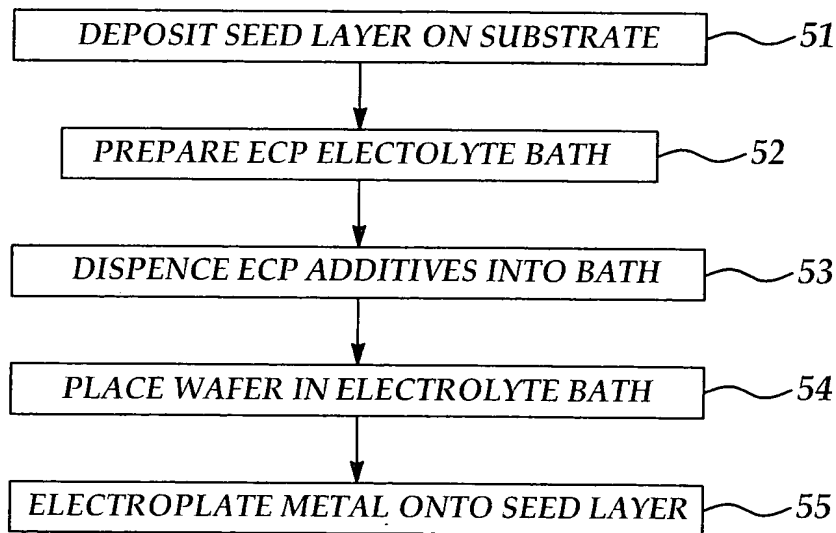 DEPOSIT SEED LAYER ON SUBSTRATE 51
PREPARE ECP ELECTOLYTE BATH 52
DISPENCE ECP ADDITIVES INTO BATH 53
PLACE WAFER IN ELECTROLYTE BATH 54
ELECTROPLATE METAL ONTO SEED LAYER 55